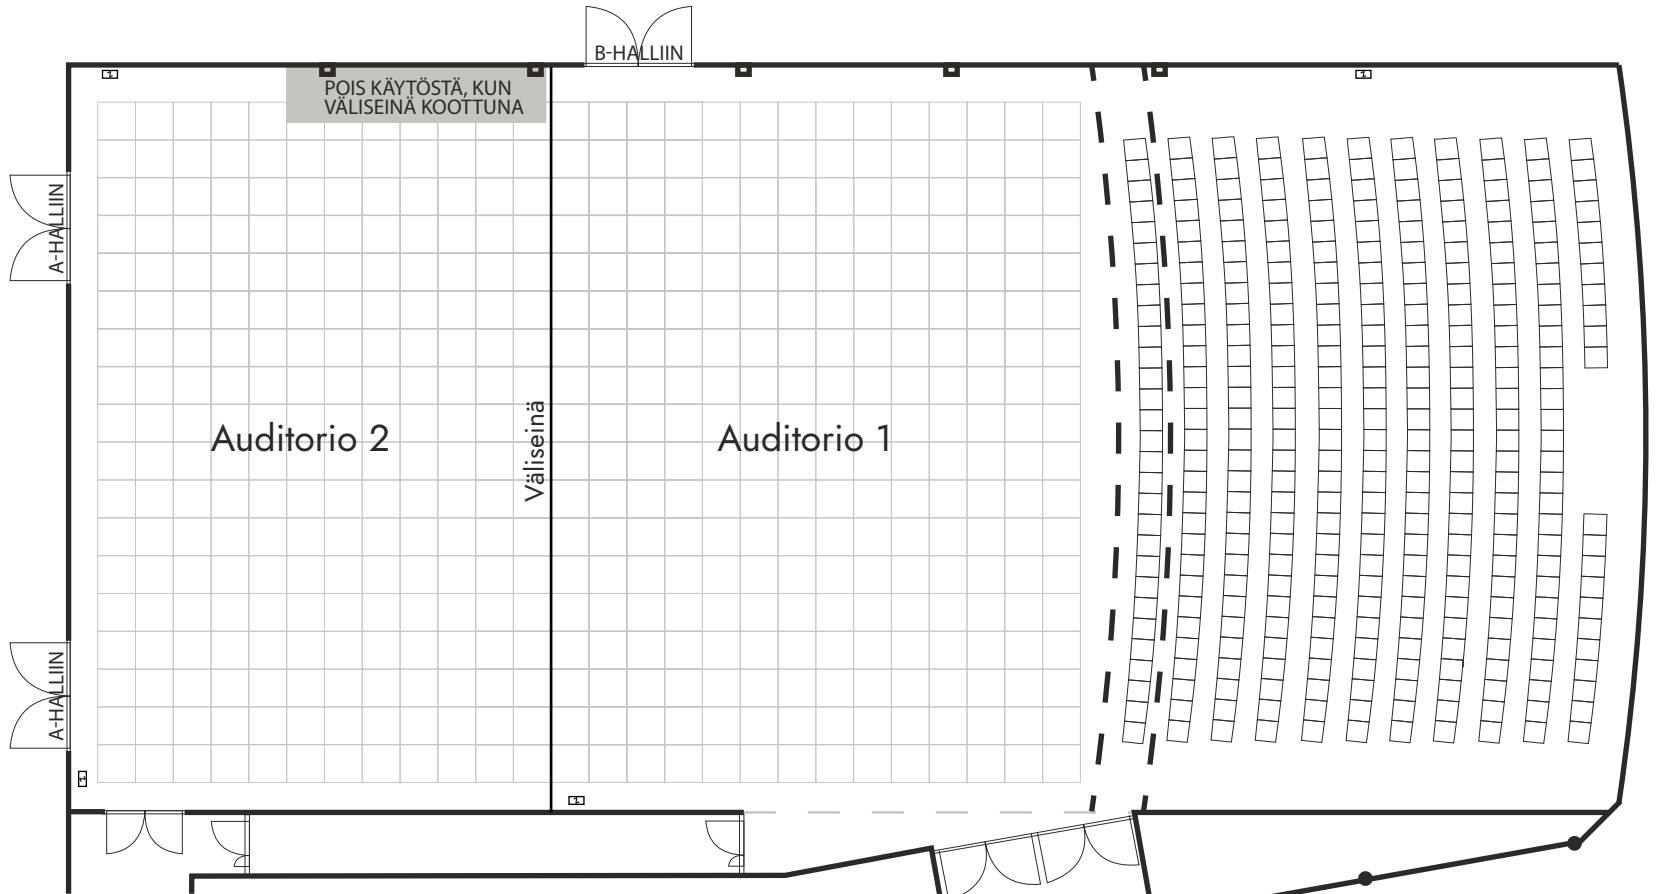 B-HALLIIN
POIS KÄYTÖSTÄ, KUN
VÄLISEINÄ KOOTTUNA
A-HALLIIN
Auditorio 2
Väliseinä
Auditorio 1
A-HALLIIN